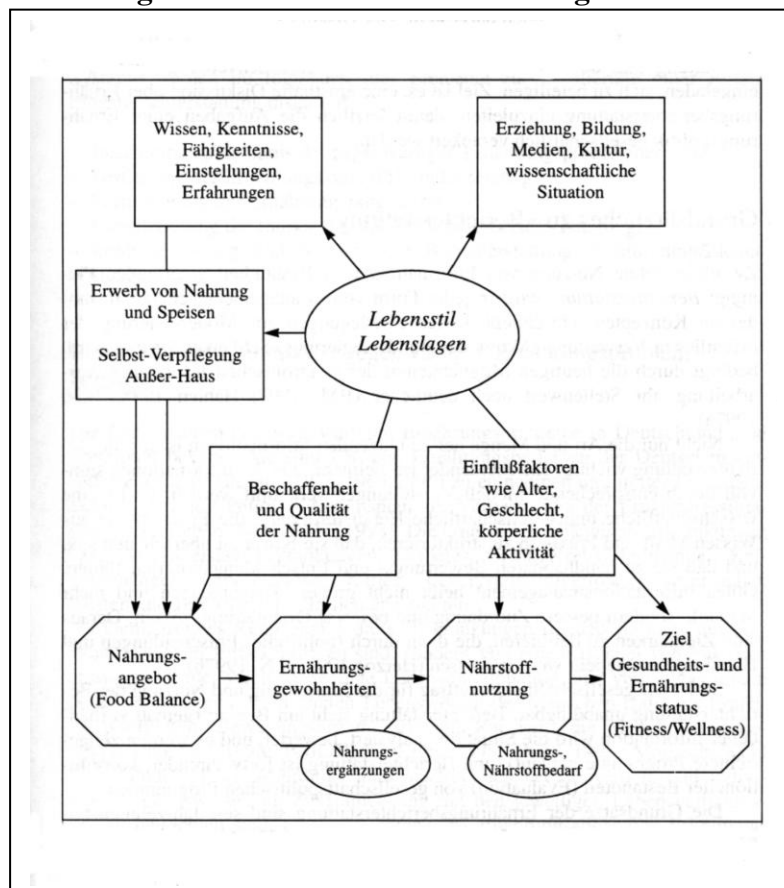 Wissen, Kenntnisse,
Fähigkeiten,
Einstellungen,
Erfahrungen
Erziehung, Bildung,
Medien, Kultur,
wissenschaftliche
Situation
Erwerb von Nahrung
und Speisen
Selbst-Verpflegung
Außer-Haus
Lebensstil
Lebenslagen
Beschaffenheit
und Qualität
der Nahrung
Einflußfaktoren
wie Alter,
Geschlecht,
körperliche
Aktivität
Nahrungs-
angebot
(Food Balance)
Ernährungs-
gewohnheiten
Nährstoff-
nutzung
Ziel
Gesundheits- und
Ernährungs-
status
(Fitness/Wellness)
Nahrungs-
ergänzungen
Nahrungs-,
Nährstoffbedarf